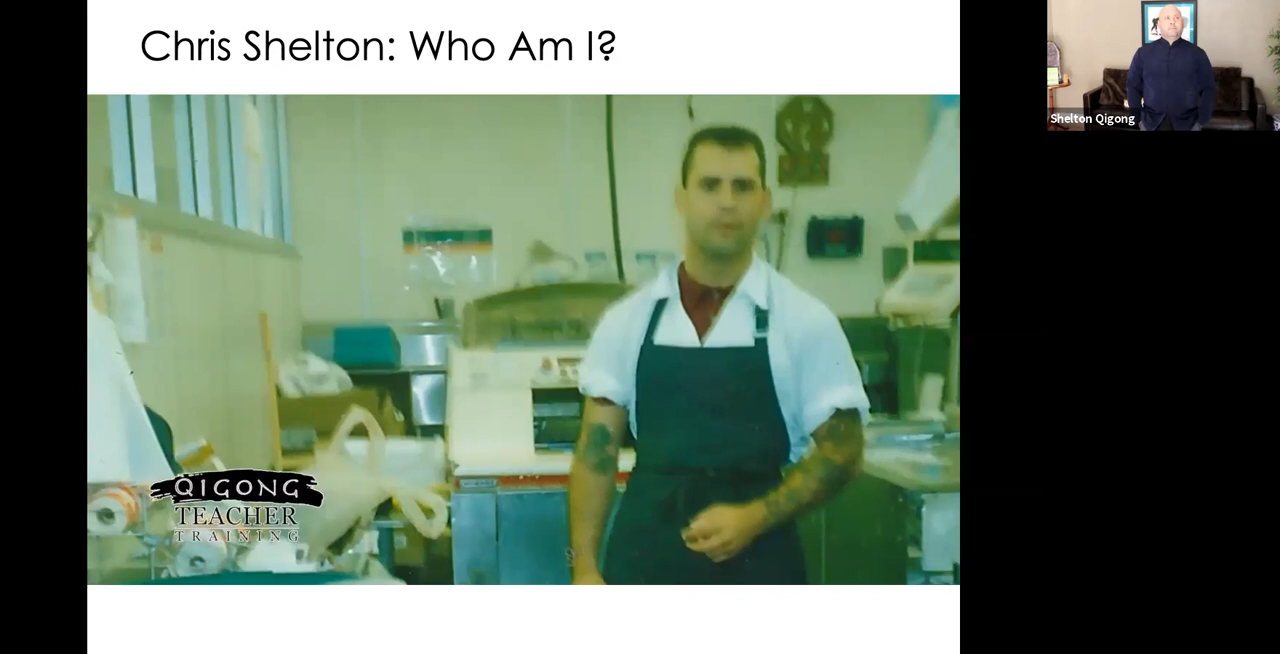 Chris Shelton: Who Am I?
Shelton Qigong
QIGONG
TEACHER
TRAINING